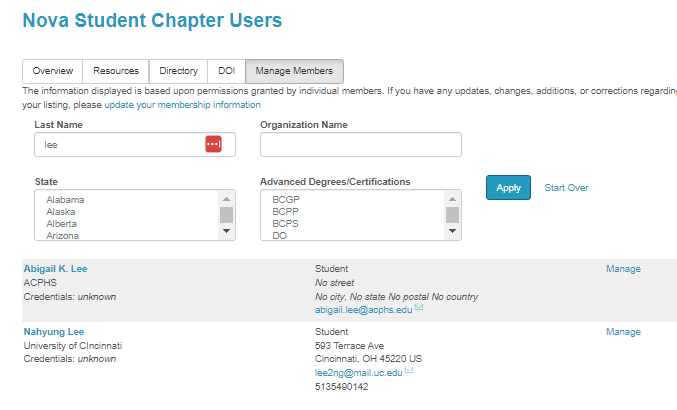 Nova Student Chapter Users
Overview Resources Directory DOI Manage Members
The information displayed is based upon permissions granted by individual members. If you have any updates, changes, additions, or corrections regarding
your listing, please update your membership information
Last Name Organization Name
lee
State Advanced Degrees/Certifications
Apply Start Over
Alabama BCGP
Alaska BCPP
Alberta BCPS
Arizona DO
Abigail K. Lee Student Manage
ACPHS No street
Credentials: unknown No city, No state No postal No country
abigail.lee@acphs.edu
Nahyung Lee Student Manage
University of CIncinnati 593 Terrace Ave
Credentials: unknown Cincinnati, OH 45220 US
lee2ng@mail.uc.edu
5135490142